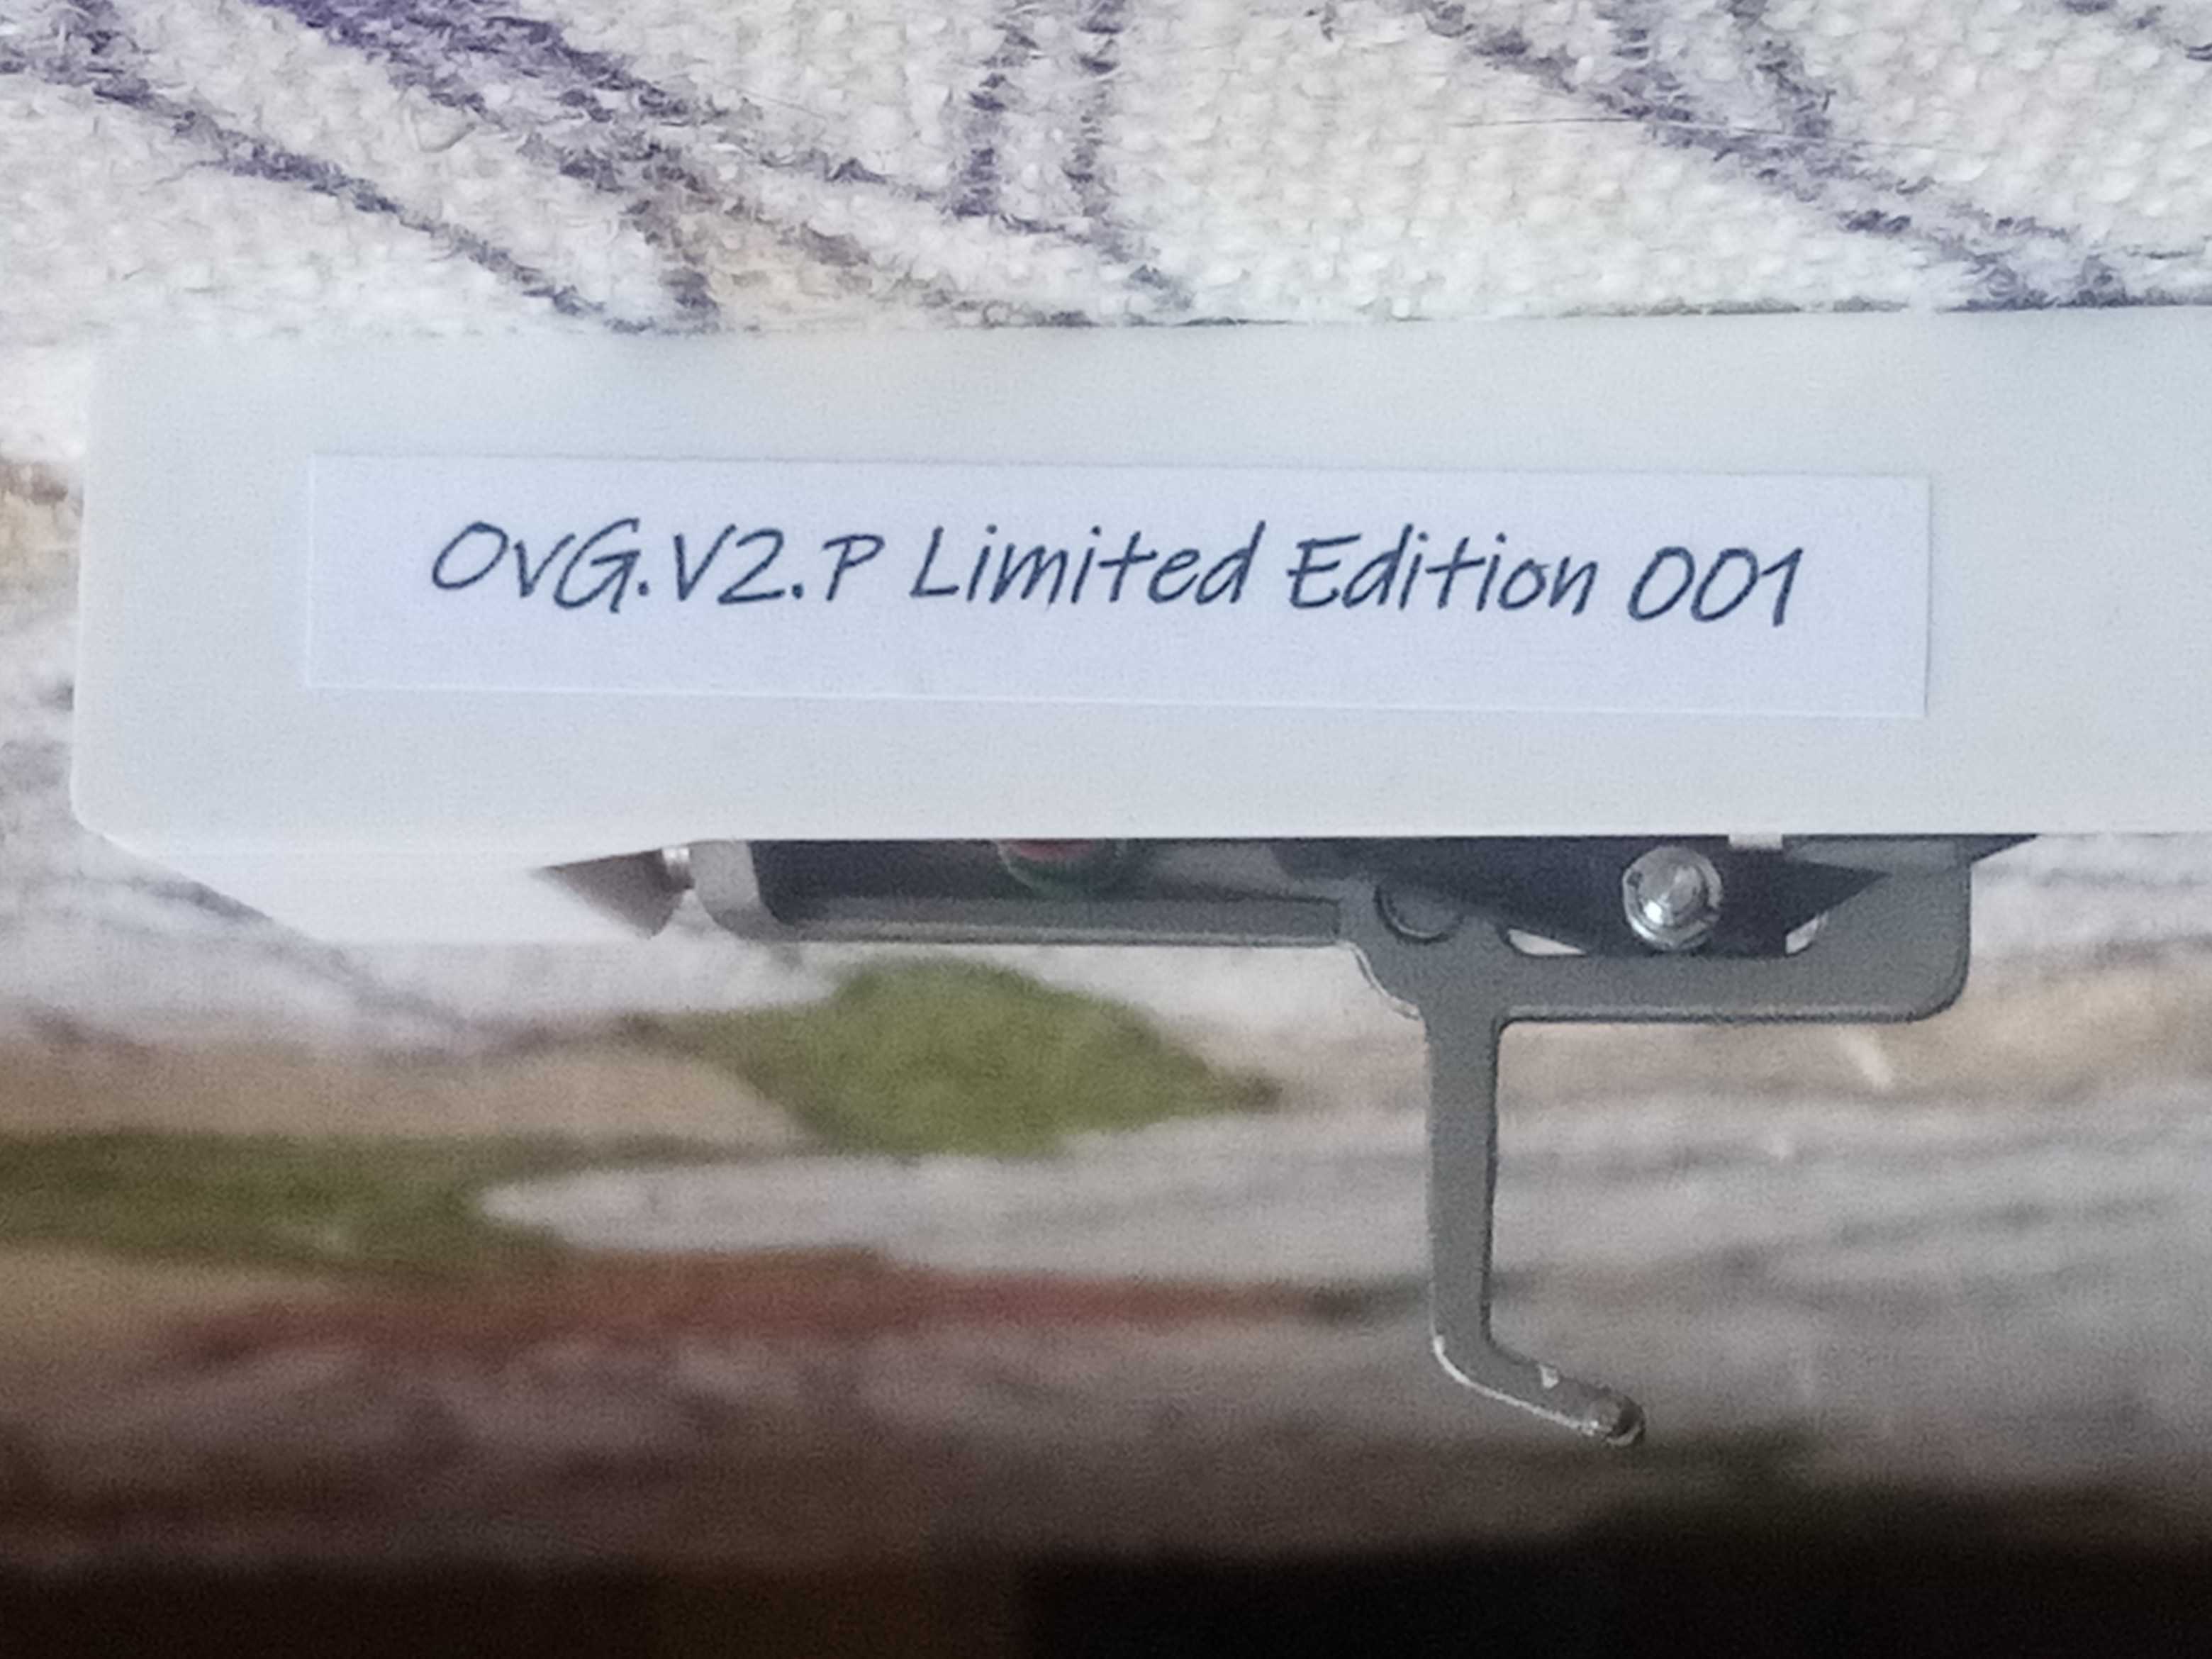 OvG.V2.P Limited Edition 001